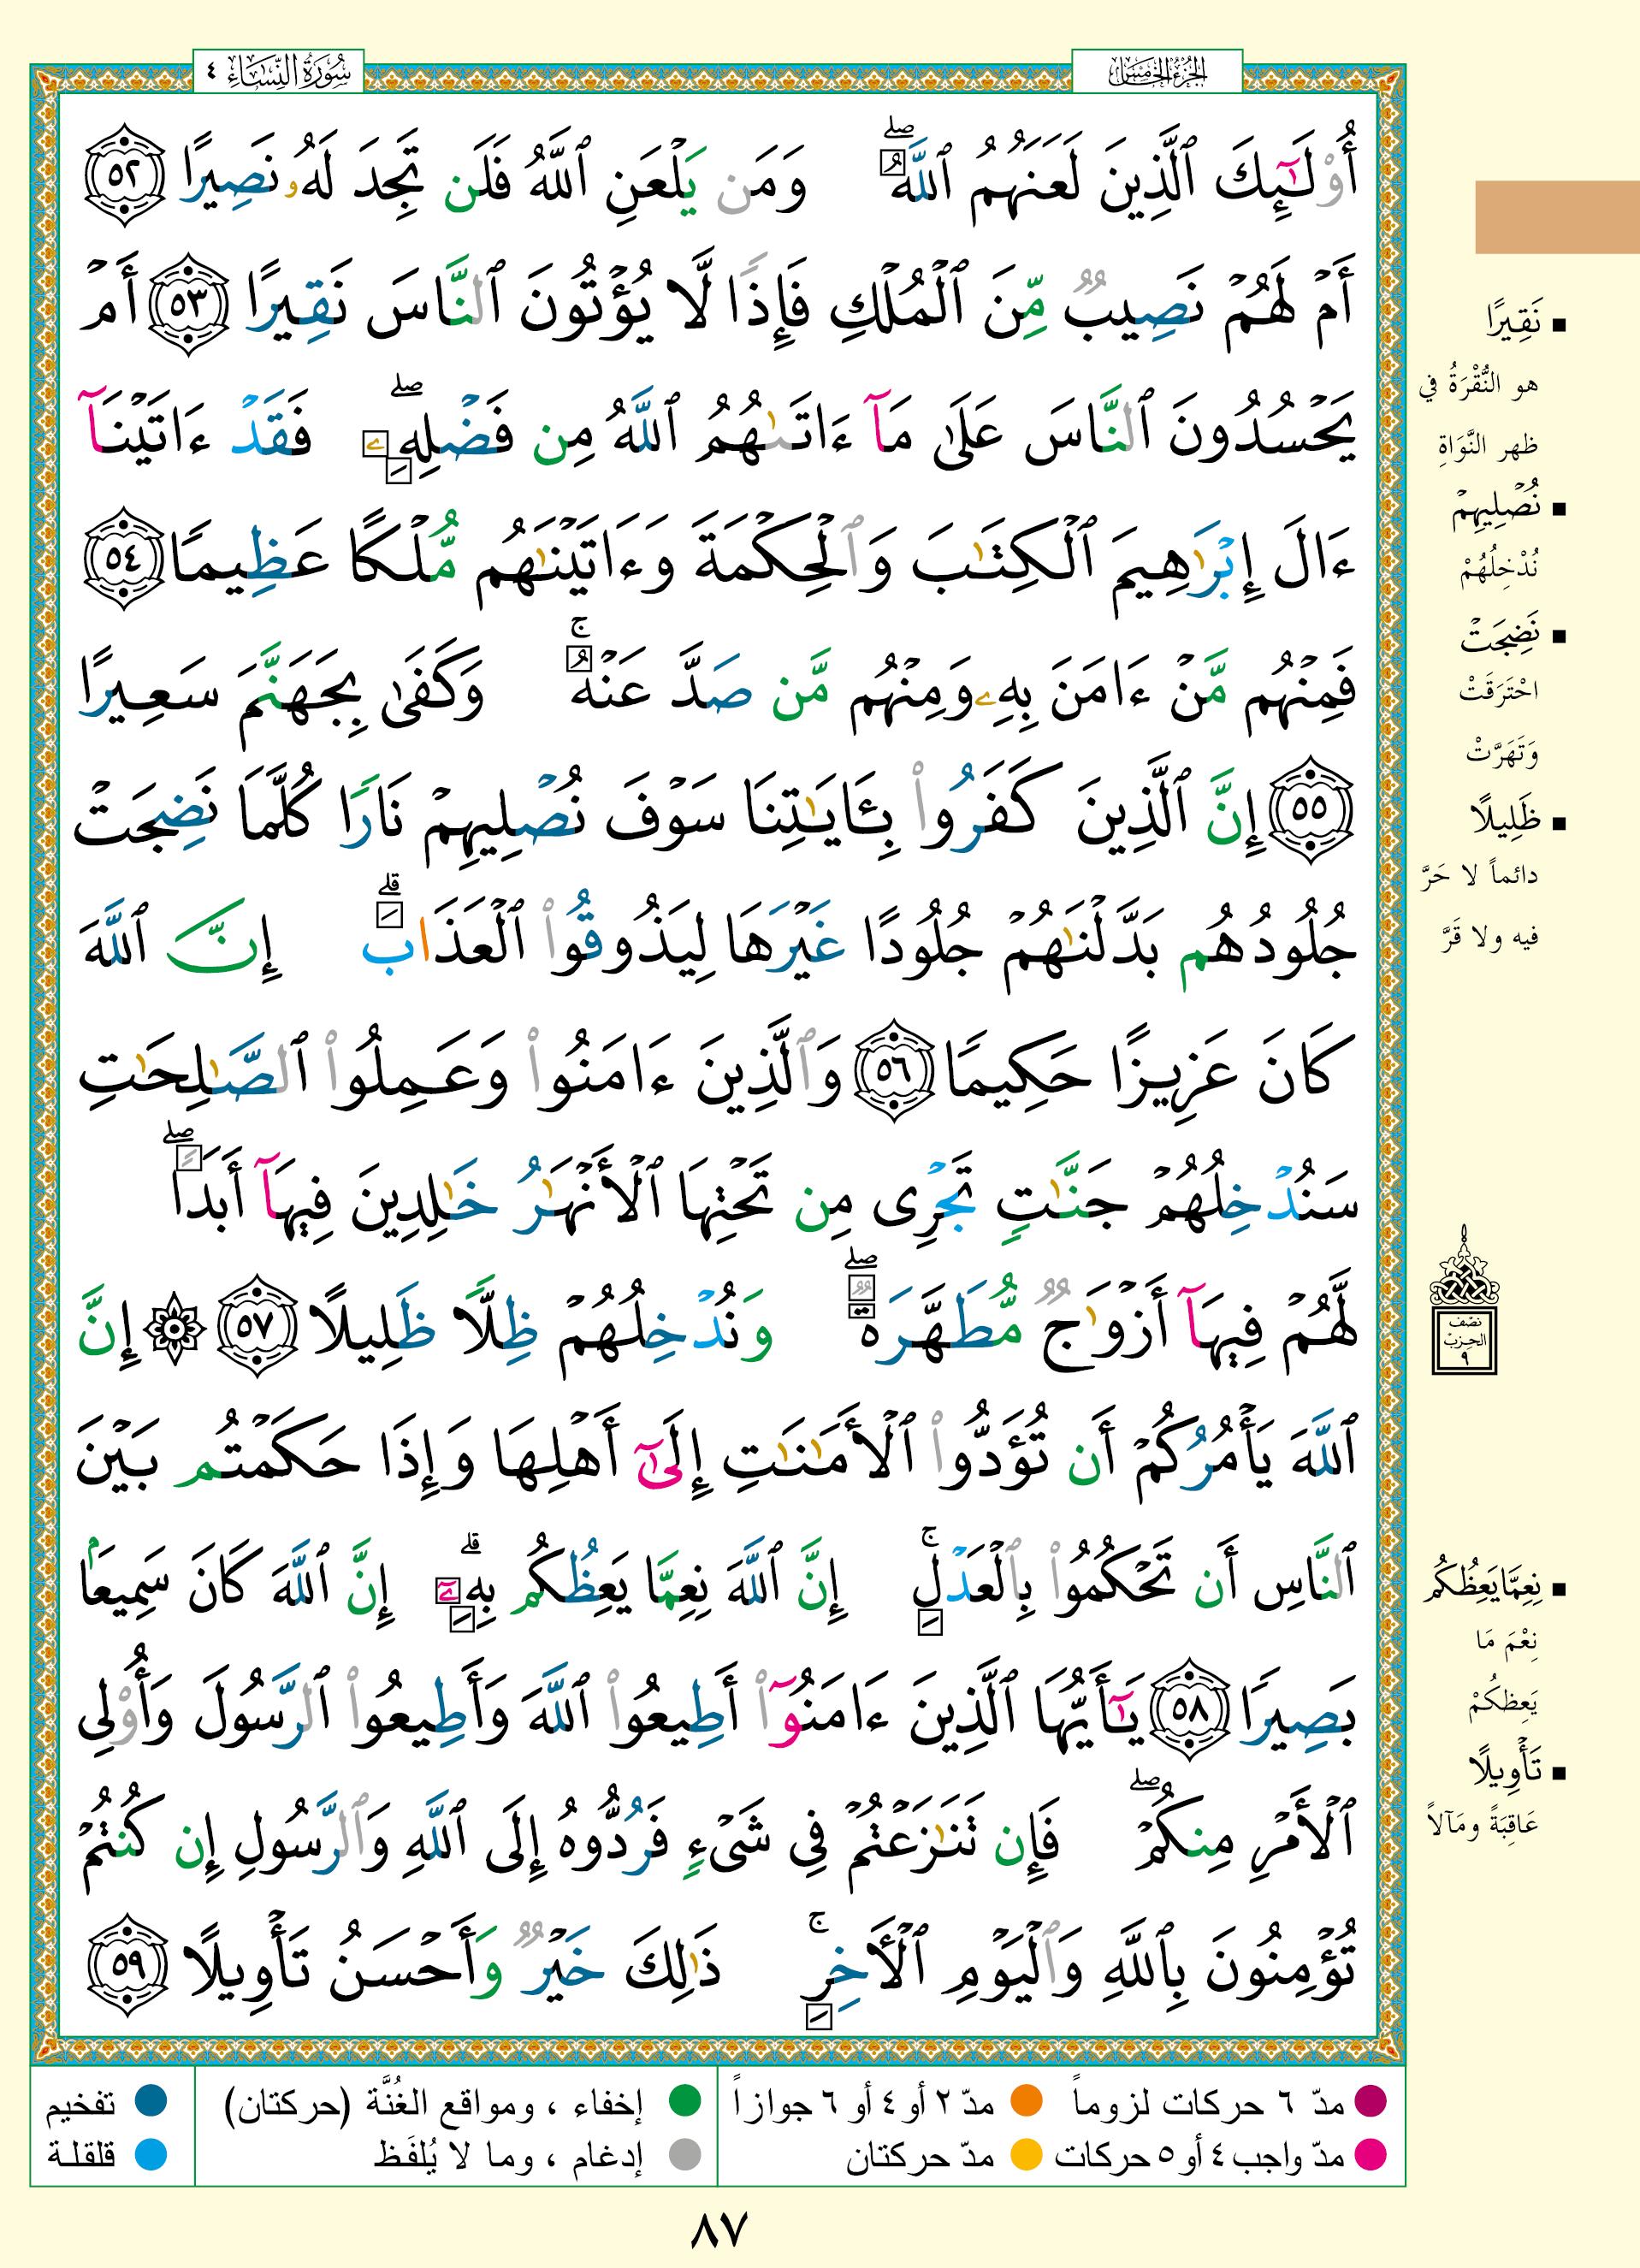 الجزء الخامس
سورة النساء ٤
أُو۟لَـٰٓئِكَ ٱلَّذِينَ لَعَنَهُمُ ٱللَّهُ ۖ وَمَن يَلْعَنِ ٱللَّهُ فَلَن تَجِدَ لَهُۥ نَصِيرًا ٥٢
أَمْ لَهُمْ نَصِيبٌ مِّنَ ٱلْمُلْكِ فَإِذًا لَّا يُؤْتُونَ ٱلنَّاسَ نَقِيرًا ٥٣ أَمْ
يَحْسُدُونَ ٱلنَّاسَ عَلَىٰ مَآ ءَاتَىٰهُمُ ٱللَّهُ مِن فَضْلِهِۦ ۖ فَقَدْ ءَاتَيْنَآ
ءَالَ إِبْرَٰهِيمَ ٱلْكِتَـٰبَ وَٱلْحِكْمَةَ وَءَاتَيْنَـٰهُم مُّلْكًا عَظِيمًا ٥٤
فَمِنْهُم مَّنْ ءَامَنَ بِهِۦ وَمِنْهُم مَّن صَدَّ عَنْهُ ۚ وَكَفَىٰ بِجَهَنَّمَ سَعِيرًا
٥٥ إِنَّ ٱلَّذِينَ كَفَرُوا۟ بِـَٔايَـٰتِنَا سَوْفَ نُصْلِيهِمْ نَارًا كُلَّمَا نَضِجَتْ
جُلُودُهُم بَدَّلْنَـٰهُمْ جُلُودًا غَيْرَهَا لِيَذُوقُوا۟ ٱلْعَذَابَ ۗ إِنَّ ٱللَّهَ
كَانَ عَزِيزًا حَكِيمًا ٥٦ وَٱلَّذِينَ ءَامَنُوا۟ وَعَمِلُوا۟ ٱلصَّـٰلِحَـٰتِ
سَنُدْخِلُهُمْ جَنَّـٰتٍ تَجْرِى مِن تَحْتِهَا ٱلْأَنْهَـٰرُ خَـٰلِدِينَ فِيهَآ أَبَدًا ۖ
لَّهُمْ فِيهَآ أَزْوَٰجٌ مُّطَهَّرَةٌ ۖ وَنُدْخِلُهُمْ ظِلًّا ظَلِيلًا ٥٧ ۞ إِنَّ
ٱللَّهَ يَأْمُرُكُمْ أَن تُؤَدُّوا۟ ٱلْأَمَـٰنَـٰتِ إِلَىٰٓ أَهْلِهَا وَإِذَا حَكَمْتُم بَيْنَ
ٱلنَّاسِ أَن تَحْكُمُوا۟ بِٱلْعَدْلِ ۚ إِنَّ ٱللَّهَ نِعِمَّا يَعِظُكُم بِهِۦٓ ۗ إِنَّ ٱللَّهَ كَانَ سَمِيعًۢا
بَصِيرًا ٥٨ يَـٰٓأَيُّهَا ٱلَّذِينَ ءَامَنُوٓا۟ أَطِيعُوا۟ ٱللَّهَ وَأَطِيعُوا۟ ٱلرَّسُولَ وَأُو۟لِى
ٱلْأَمْرِ مِنكُمْ ۖ فَإِن تَنَـٰزَعْتُمْ فِى شَىْءٍ فَرُدُّوهُ إِلَى ٱللَّهِ وَٱلرَّسُولِ إِن كُنتُمْ
تُؤْمِنُونَ بِٱللَّهِ وَٱلْيَوْمِ ٱلْـَٔاخِرِ ۚ ذَٰلِكَ خَيْرٌ وَأَحْسَنُ تَأْوِيلًا ٥٩
نَقِيرًا
هو النُّقْرَةُ في
ظهر النَّوَاةِ
نُصْلِيهِمْ
نُدْخِلُهُمْ
نَضِجَتْ
احْتَرَقَتْ
وَتَهَرَّتْ
ظَلِيلًا
دائماً لا حَرَّ
فيه ولا قَرَّ
نصف
الحزب
٩
نِعِمَّا يَعِظُكُم
نِعْمَ مَا
يَعِظكُمْ
تَأْوِيلًا
عَاقِبَةً ومَآلاً
مدّ ٦ حركات لزوماً
مدّ ٢ أو ٤ أو ٦ جوازاً
إخفاء ، ومواقع الغُنَّة (حركتان)
تفخيم
مدّ واجب ٤ أو ٥ حركات
مدّ حركتان
إدغام ، وما لا يُلفَظ
قلقلة
٨٧